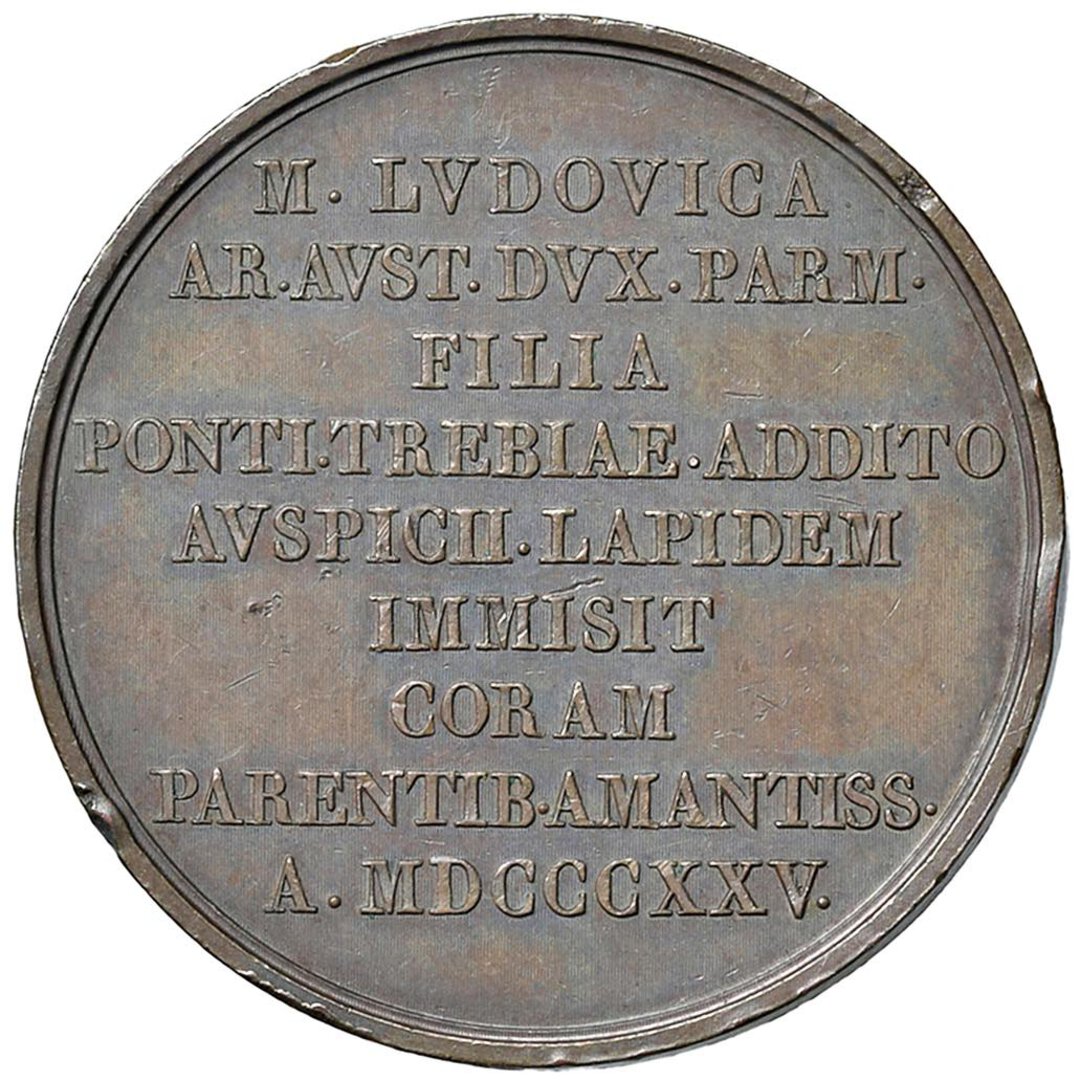 M. LVDOVICA
AR. AVST. DVX. PARM.
FILIA
PONTI. TREBIAE. ADDITO
AVSPICII. LAPIDEM
IMMISIT
CORAM
PARENTIB. AMANTISS.
A. MDCCCXXV.